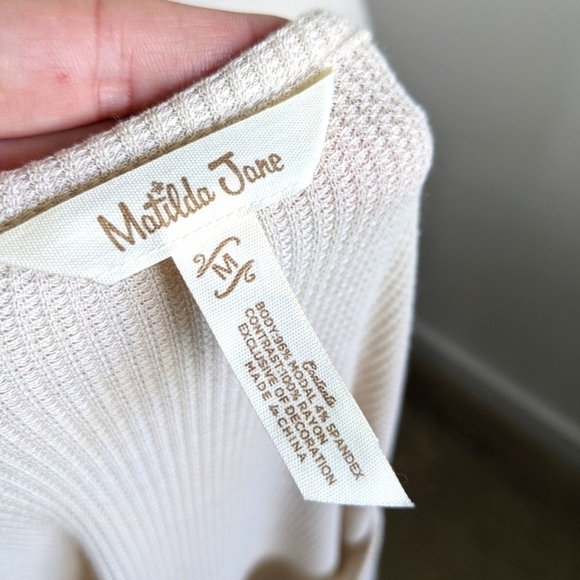 Matilda Jane
M
Contents
BODY:96% MODAL 4% SPANDEX
CONTRAST:100% RAYON
EXCLUSIVE OF DECORATION
MADE IN CHINA